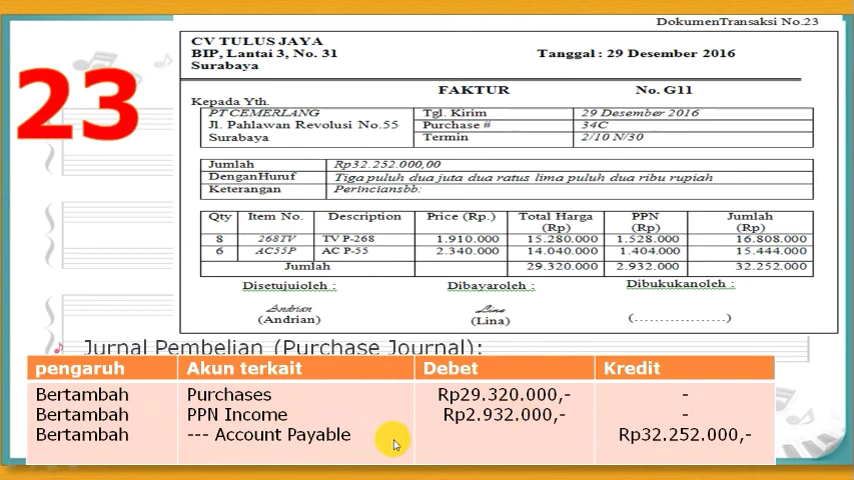 DokumenTransaksi No.23
23
CV TULUS JAYA
BIP, Lantai 3, No. 31
Surabaya
Tanggal : 29 Desember 2016
FAKTUR No. G11
Kepada Yth.
PT CEMERLANG Tgl. Kirim 29 Desember 2016
Jl. Pahlawan Revolusi No.55 Purchase # 34C
Surabaya Termin 2/10 N/30
Jumlah Rp32.252.000,00
DenganHuruf Tiga puluh dua juta dua ratus lima puluh dua ribu rupiah
Keterangan Perinciansbb:
Qty Item No. Description Price (Rp.) Total Harga (Rp) PPN (Rp) Jumlah (Rp)
8 268TV TV P-268 1.910.000 15.280.000 1.528.000 16.808.000
6 AC55P AC P-55 2.340.000 14.040.000 1.404.000 15.444.000
Jumlah 29.320.000 2.932.000 32.252.000
Disetujuioleh : Dibayaroleh : Dibukukanoleh :
Andrian Lina
(Andrian) (Lina) (..................)
Jurnal Pembelian (Purchase Journal):
pengaruh Akun terkait Debet Kredit
Bertambah Purchases Rp29.320.000,- -
Bertambah PPN Income Rp2.932.000,- -
Bertambah --- Account Payable Rp32.252.000,-